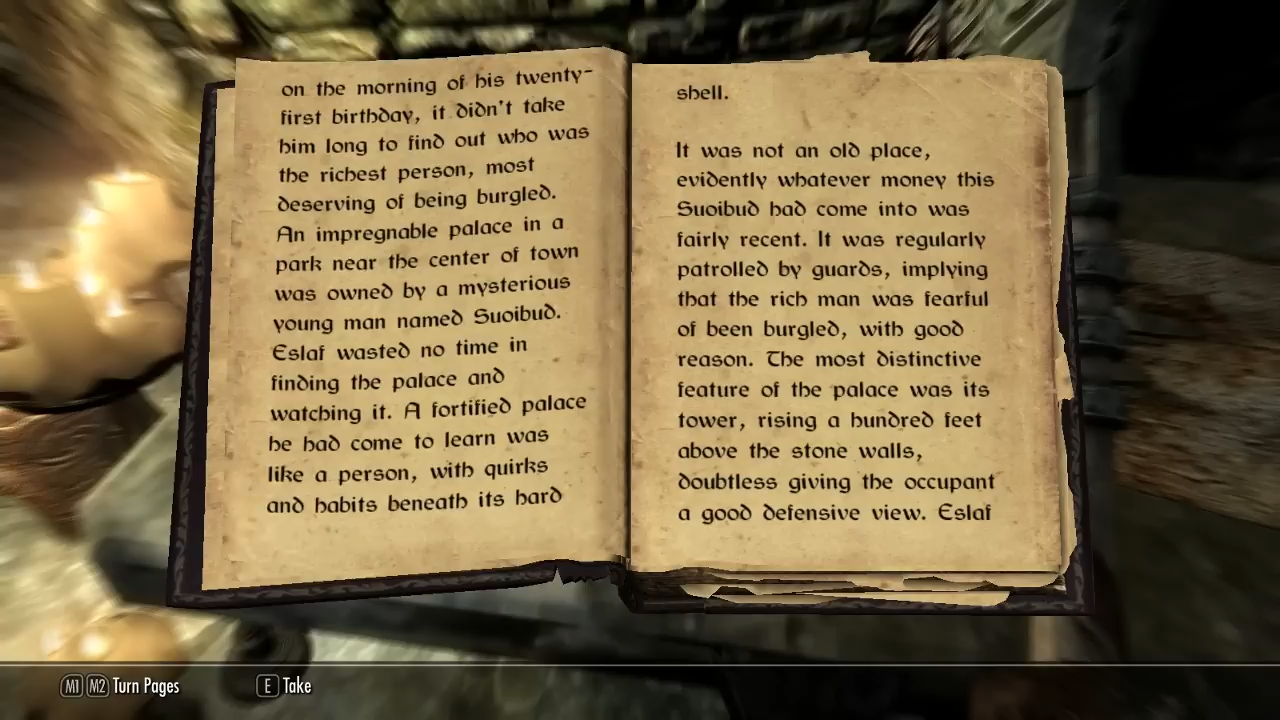 on the morning of his twenty-
first birthday, it didn't take
him long to find out who was
the richest person, most
deserving of being burgled.
An impregnable palace in a
park near the center of town
was owned by a mysterious
young man named Suoibud.
Eslaf wasted no time in
finding the palace and
watching it. A fortified palace
he had come to learn was
like a person, with quirks
and habits beneath its hard
shell.
It was not an old place,
evidently whatever money this
Suoibud had come into was
fairly recent. It was regularly
patrolled by guards, implying
that the rich man was fearful
of been burgled, with good
reason. The most distinctive
feature of the palace was its
tower, rising a hundred feet
above the stone walls,
doubtless giving the occupant
a good defensive view. Eslaf
M1 M2 Turn Pages
E Take